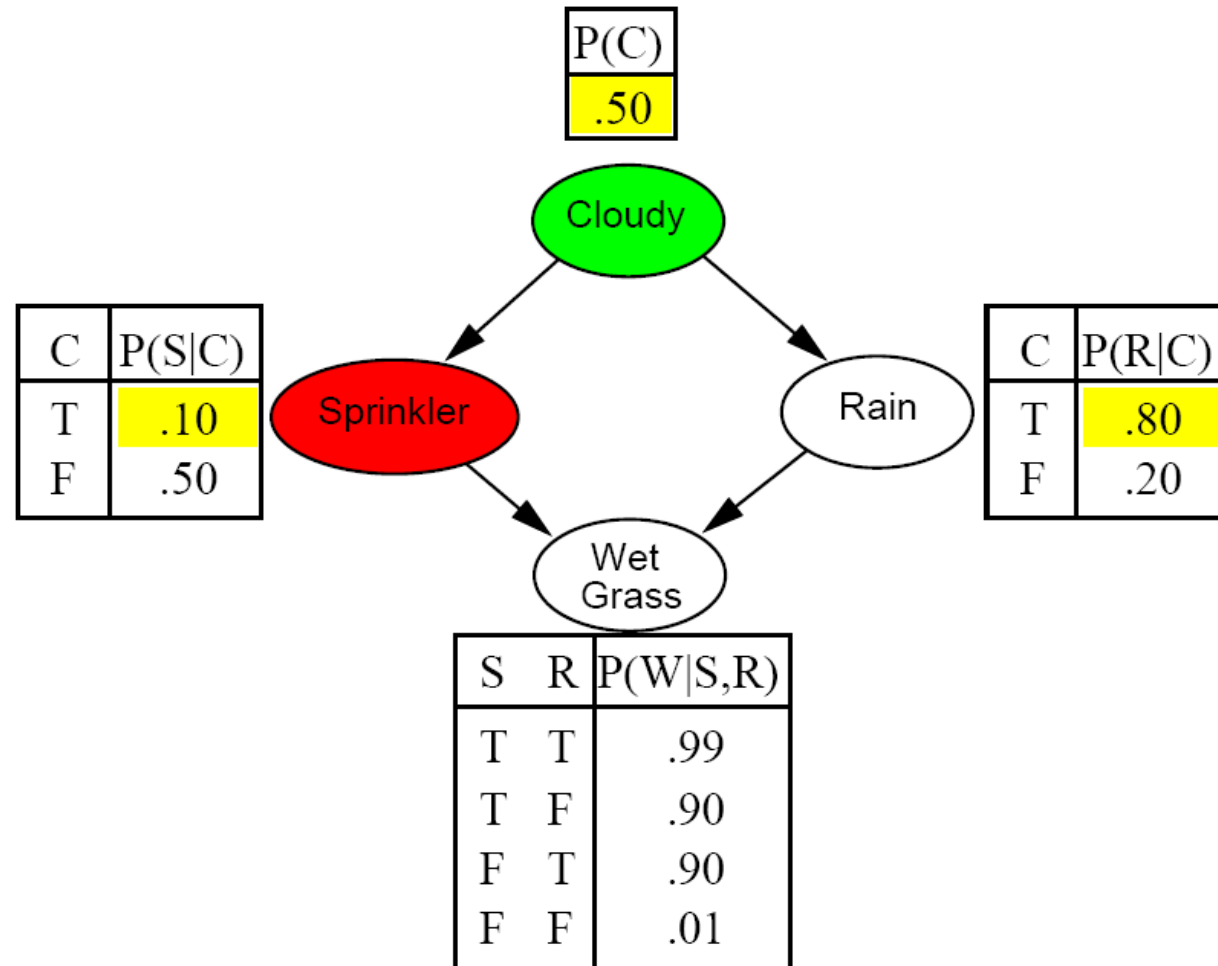 P(C)
.50
Cloudy
C P(S|C)
T .10
F .50
Sprinkler
Rain
C P(R|C)
T .80
F .20
Wet
Grass
S R P(W|S,R)
T T .99
T F .90
F T .90
F F .01